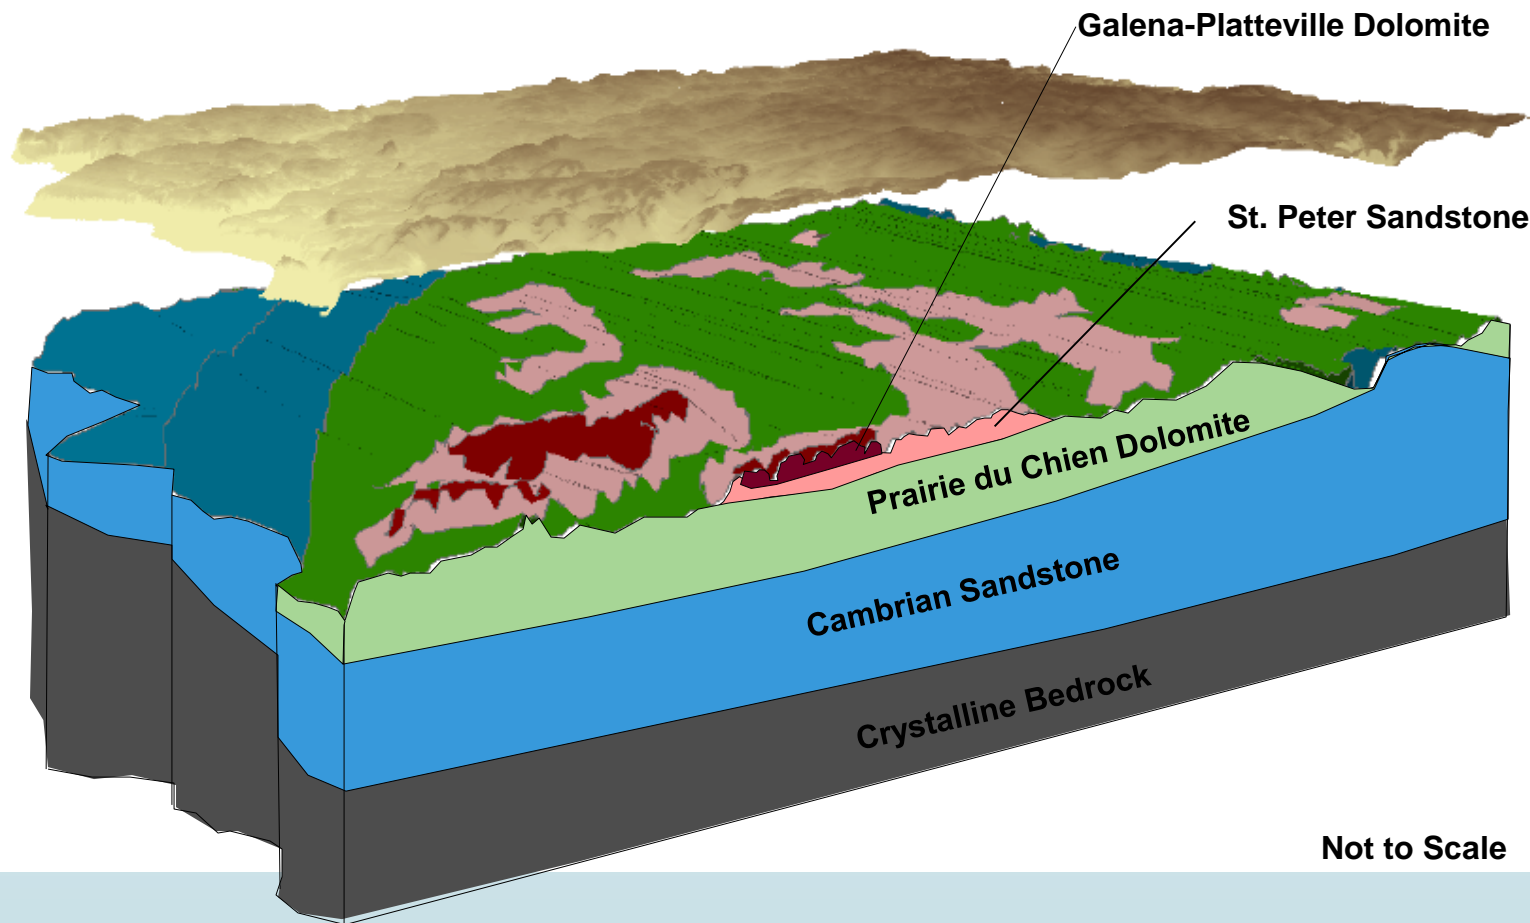 Galena-Platteville Dolomite
St. Peter Sandstone
Prairie du Chien Dolomite
Cambrian Sandstone
Crystalline Bedrock
Not to Scale